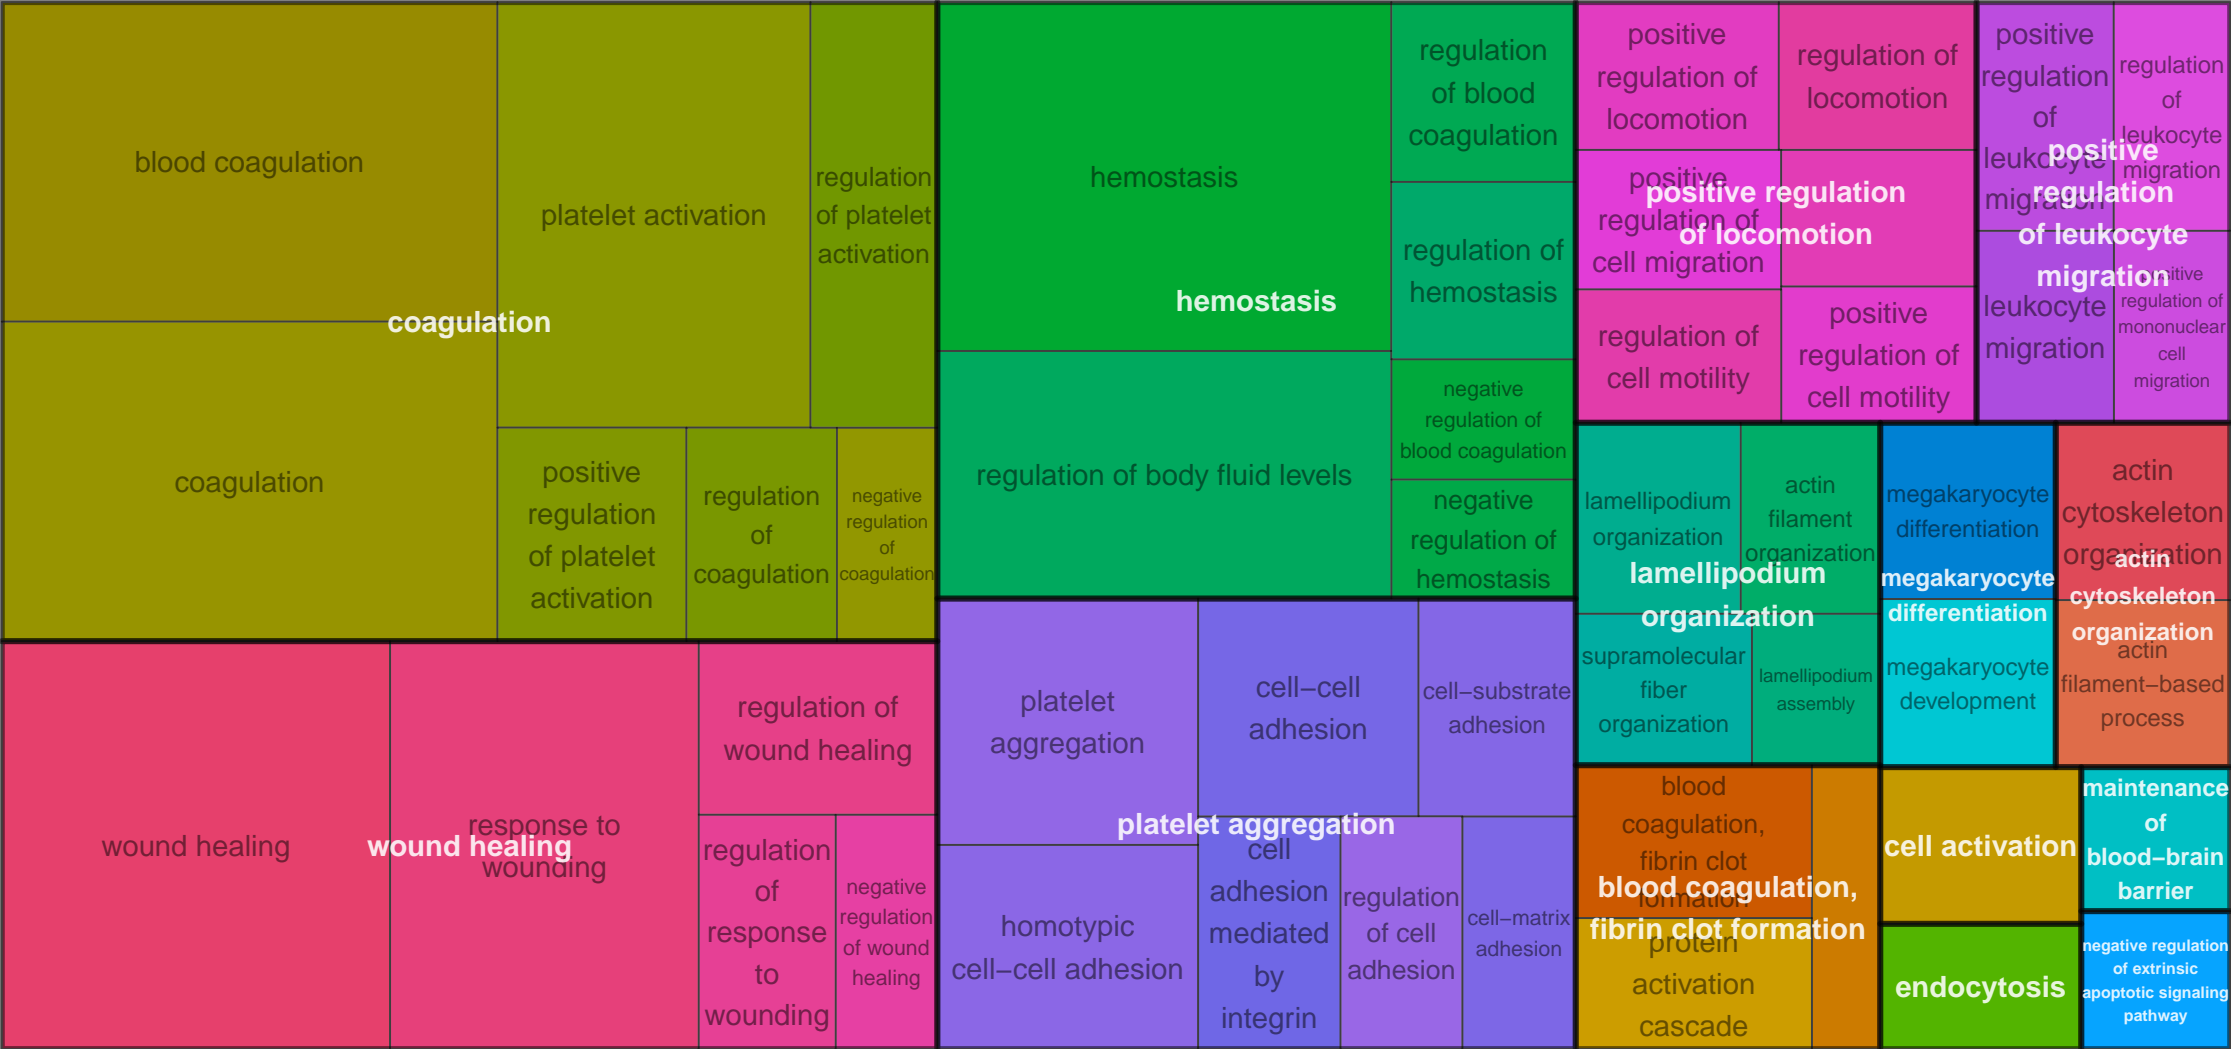 blood coagulation
coagulation
platelet activation
regulation
of platelet
activation
positive
regulation
of platelet
activation
regulation
of
coagulation
negative
regulation
of
coagulation
coagulation
wound healing
response to
wounding
regulation of
wound healing
regulation
of
response
to
wounding
negative
regulation
of wound
healing
wound healing
hemostasis
regulation of body fluid levels
regulation
of blood
coagulation
regulation of
hemostasis
negative
regulation of
blood coagulation
negative
regulation of
hemostasis
hemostasis
platelet
aggregation
homotypic
cell−cell adhesion
cell−cell
adhesion
cell−substrate
adhesion
cell
adhesion
mediated
by
integrin
regulation
of cell
adhesion
cell−matrix
adhesion
platelet aggregation
positive
regulation of
locomotion
regulation of
locomotion
positive
regulation of
cell migration
regulation of
cell motility
positive
regulation of
cell motility
positive regulation
of locomotion
positive
regulation
of
leukocyte
migration
regulation
of
leukocyte
migration
leukocyte
migration
positive
regulation of
mononuclear
cell
migration
positive
regulation
of leukocyte
migration
lamellipodium
organization
actin
filament
organization
supramolecular
fiber
organization
lamellipodium
assembly
lamellipodium
organization
megakaryocyte
differentiation
megakaryocyte
development
megakaryocyte
differentiation
actin
cytoskeleton
organization
actin
filament−based
process
actin
cytoskeleton
organization
blood
coagulation,
fibrin clot
formation
protein
activation
cascade
blood coagulation,
fibrin clot formation
cell activation
endocytosis
maintenance
of
blood−brain
barrier
negative regulation
of extrinsic
apoptotic signaling
pathway